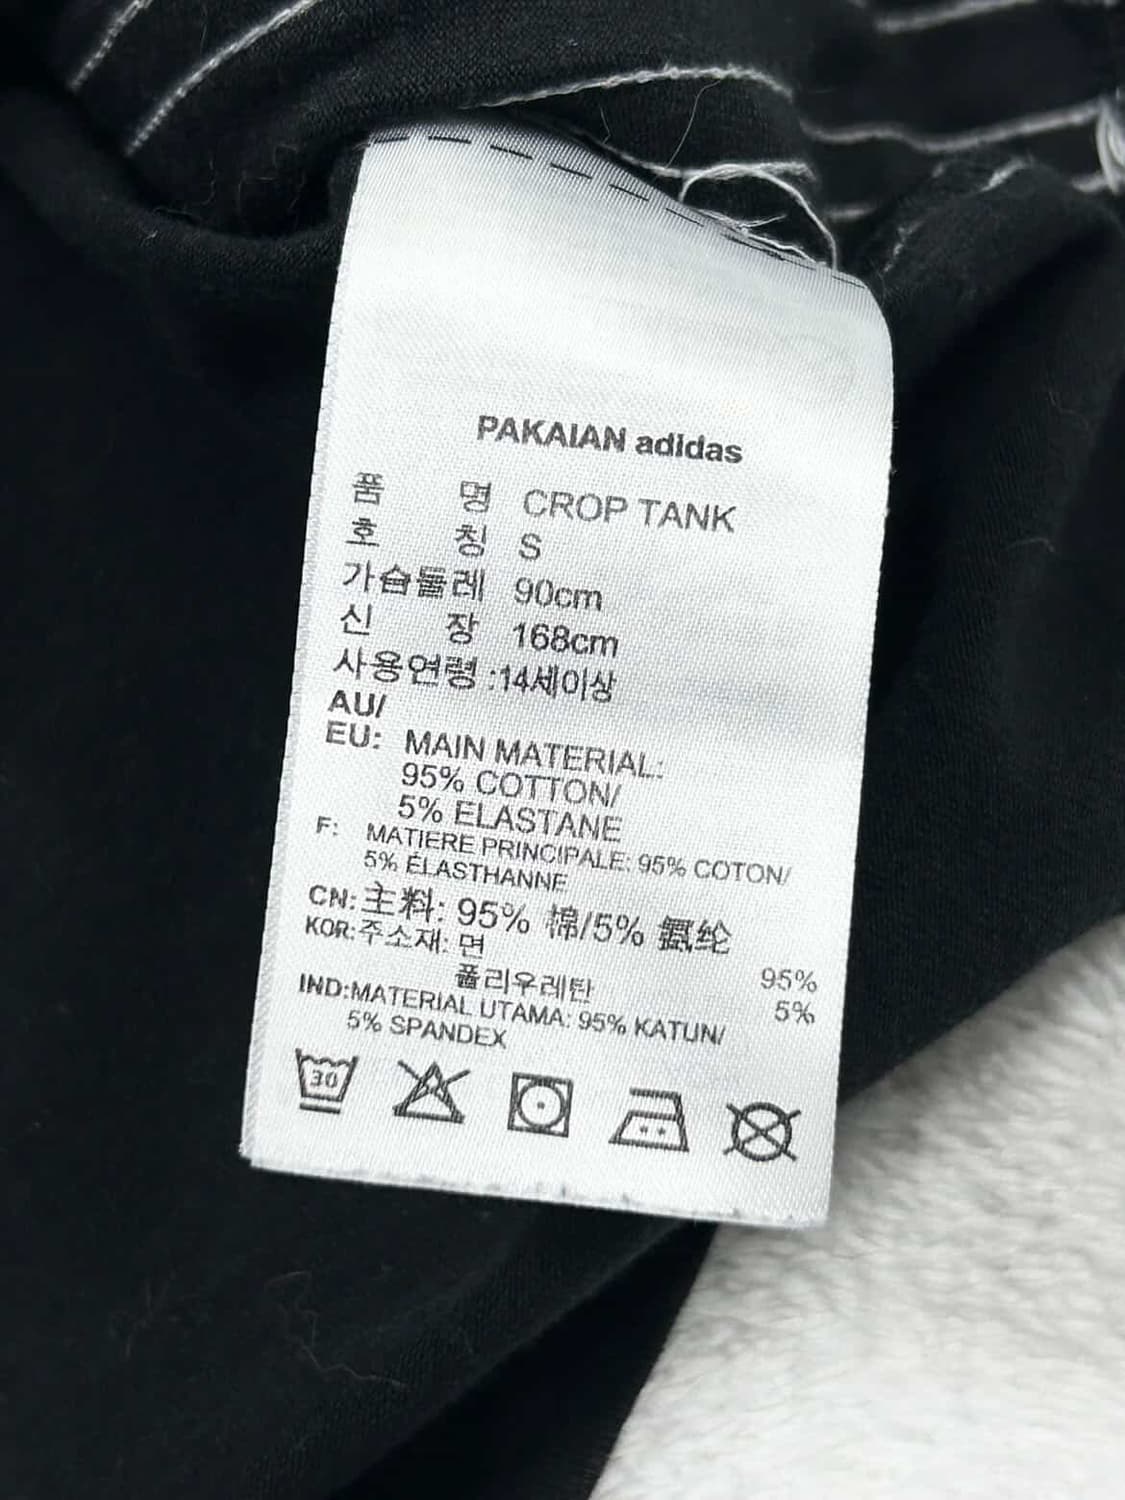 PAKAIAN adidas
품 명 CROP TANK
호 칭 S
가슴둘레 90cm
신 장 168cm
사용연령 :14세이상
AU/
EU: MAIN MATERIAL:
95% COTTON/
5% ELASTANE
F: MATIERE PRINCIPALE: 95% COTON/
5% ÉLASTHANNE
CN: 主料: 95% 棉/5% 氨纶
KOR: 주소재: 면 95%
폴리우레탄 5%
IND:MATERIAL UTAMA: 95% KATUN/
5% SPANDEX
30